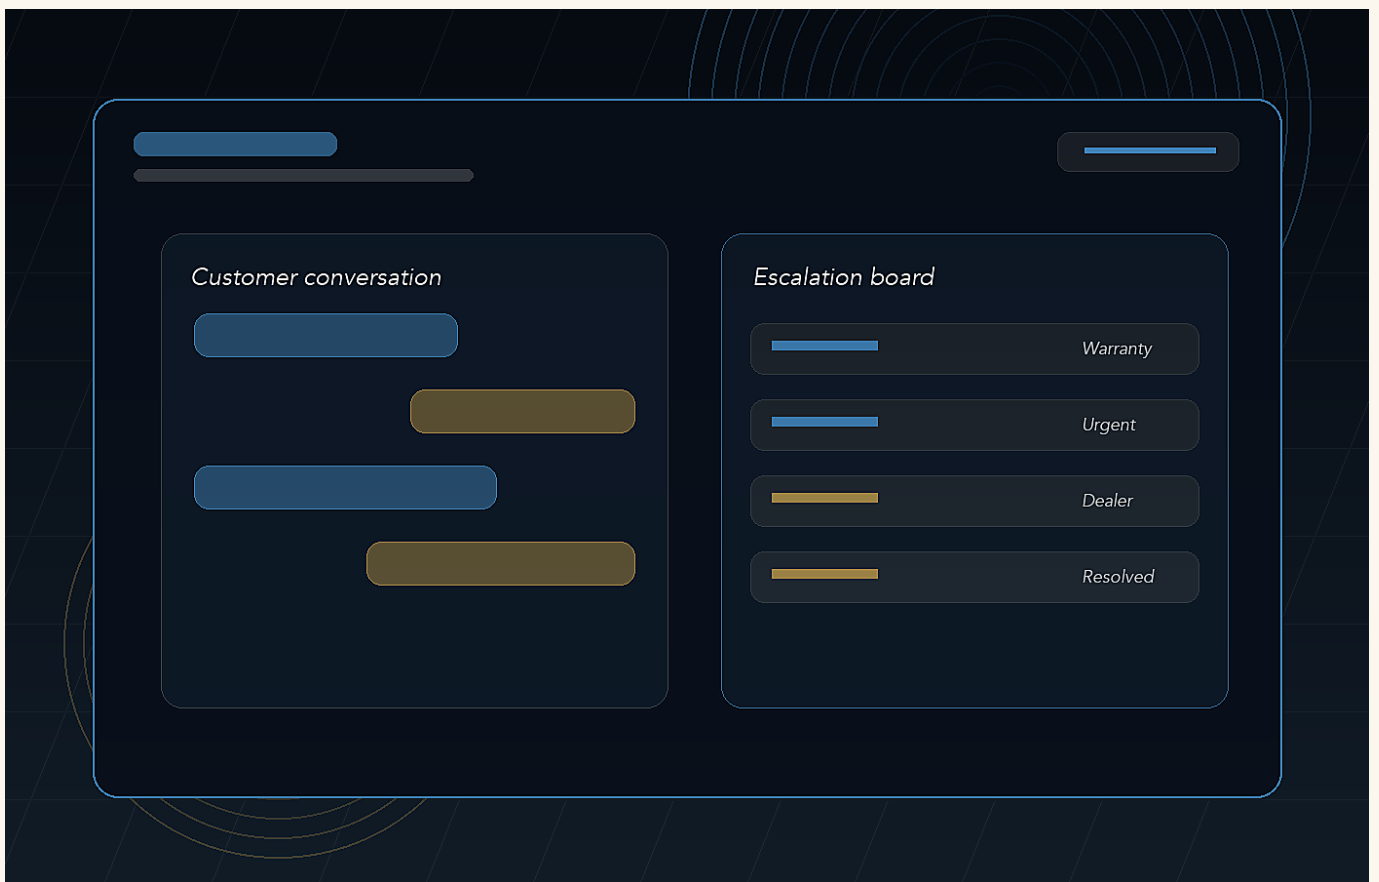 Customer conversation
Escalation board
Warranty
Urgent
Dealer
Resolved